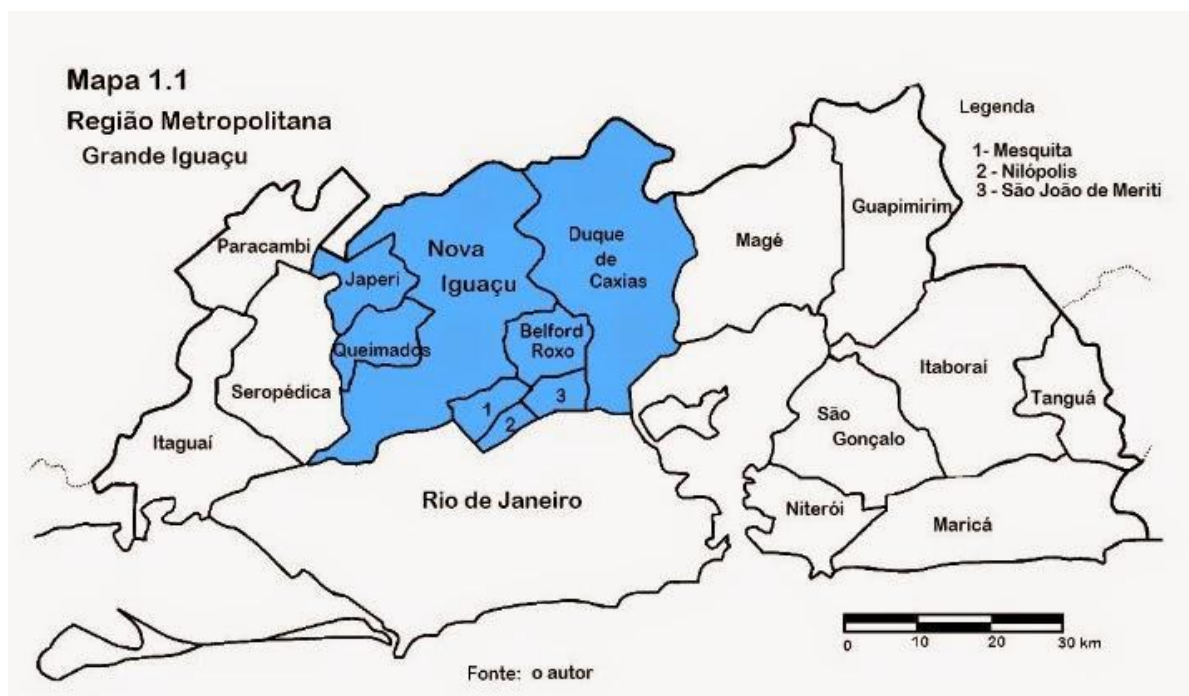 Mapa 1.1
Região Metropolitana
Grande Iguaçu
Legenda
1- Mesquita
2 - Nilópolis
3 - São João de Meriti
Paracambi
Japeri
Nova
Iguaçu
Duque
de
Caxias
Magé
Guapimirim
Queimados
Belford
Roxo
Seropédica
Itaguaí
1
2
3
Itaboraí
Tanguá
São
Gonçalo
Rio de Janeiro
Niterói
Maricá
0 10 20 30 km
Fonte: o autor